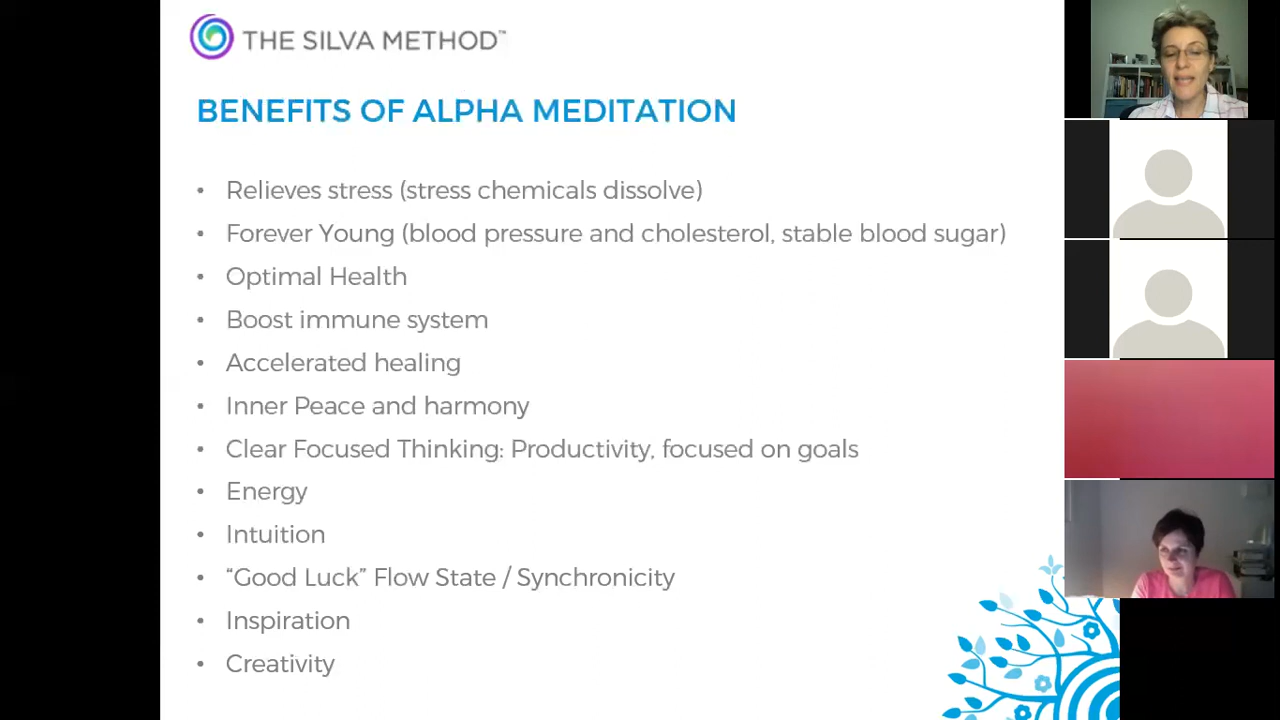 THE SILVA METHOD™
BENEFITS OF ALPHA MEDITATION
• Relieves stress (stress chemicals dissolve)
• Forever Young (blood pressure and cholesterol, stable blood sugar)
• Optimal Health
• Boost immune system
• Accelerated healing
• Inner Peace and harmony
• Clear Focused Thinking: Productivity, focused on goals
• Energy
• Intuition
• “Good Luck” Flow State / Synchronicity
• Inspiration
• Creativity